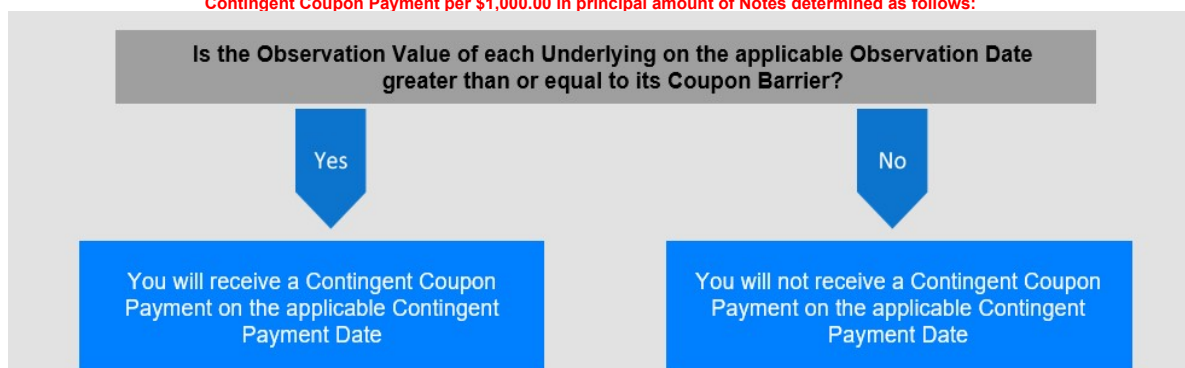 Contingent Coupon Payment per $1,000.00 in principal amount of Notes determined as follows:
Is the Observation Value of each Underlying on the applicable Observation Date
greater than or equal to its Coupon Barrier?
Yes
No
You will receive a Contingent Coupon
Payment on the applicable Contingent
Payment Date
You will not receive a Contingent Coupon
Payment on the applicable Contingent
Payment Date